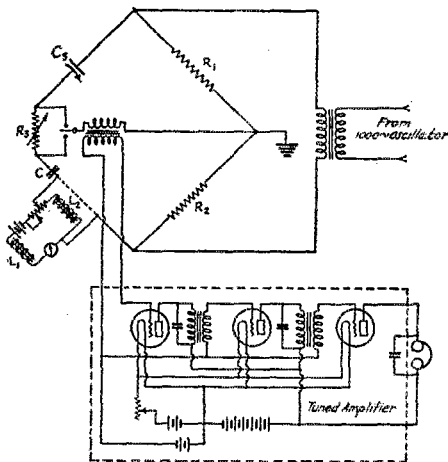 C₅
R₁
R₃
C
R₂
L₂
L₁
From
1000~oscillator
Tuned Amplifier